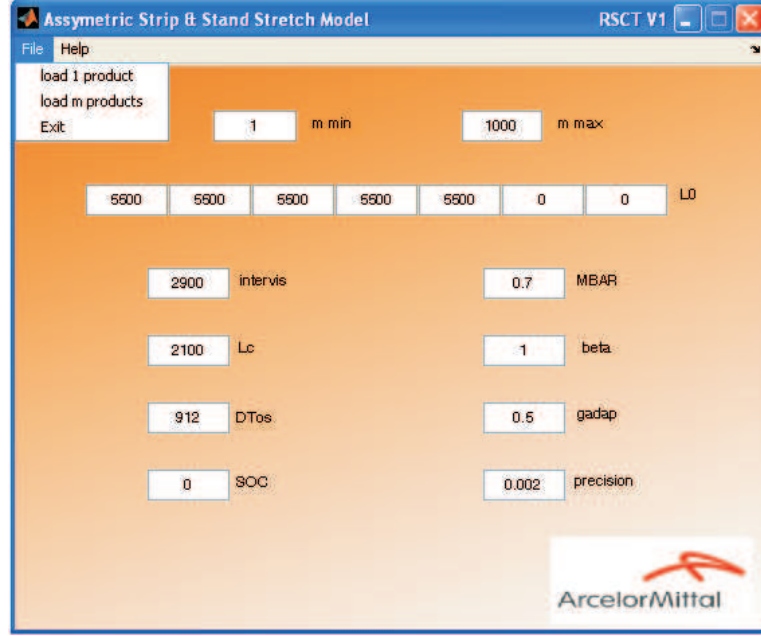 Assymetric Strip & Stand Stretch Model RSCT V1
File Help
load 1 product
load m products
Exit
1 m min 1000 m max
5500 5500 5500 5500 5500 0 0 L0
2900 intervis 0.7 MBAR
2100 Lc 1 beta
912 DTos 0.5 gadap
0 SOC 0.002 precision
ArcelorMittal